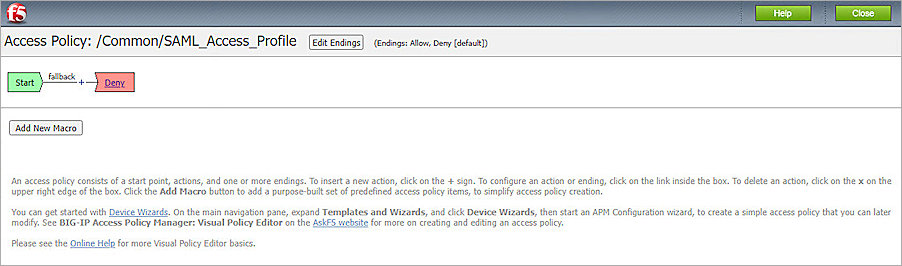 f5 Help Close
Access Policy: /Common/SAML_Access_Profile Edit Endings (Endings: Allow, Deny [default])
Start fallback + Deny
Add New Macro
An access policy consists of a start point, actions, and one or more endings. To insert a new action, click on the + sign. To configure an action or ending, click on the link inside the box. To delete an action, click on the x on the
upper right edge of the box. Click the Add Macro button to add a purpose-built set of predefined access policy items, to simplify access policy creation.
You can get started with Device Wizards. On the main navigation pane, expand Templates and Wizards, and click Device Wizards, then start an APM Configuration wizard, to create a simple access policy that you can later
modify. See BIG-IP Access Policy Manager: Visual Policy Editor on the AskF5 website for more on creating and editing an access policy.
Please see the Online Help for more Visual Policy Editor basics.